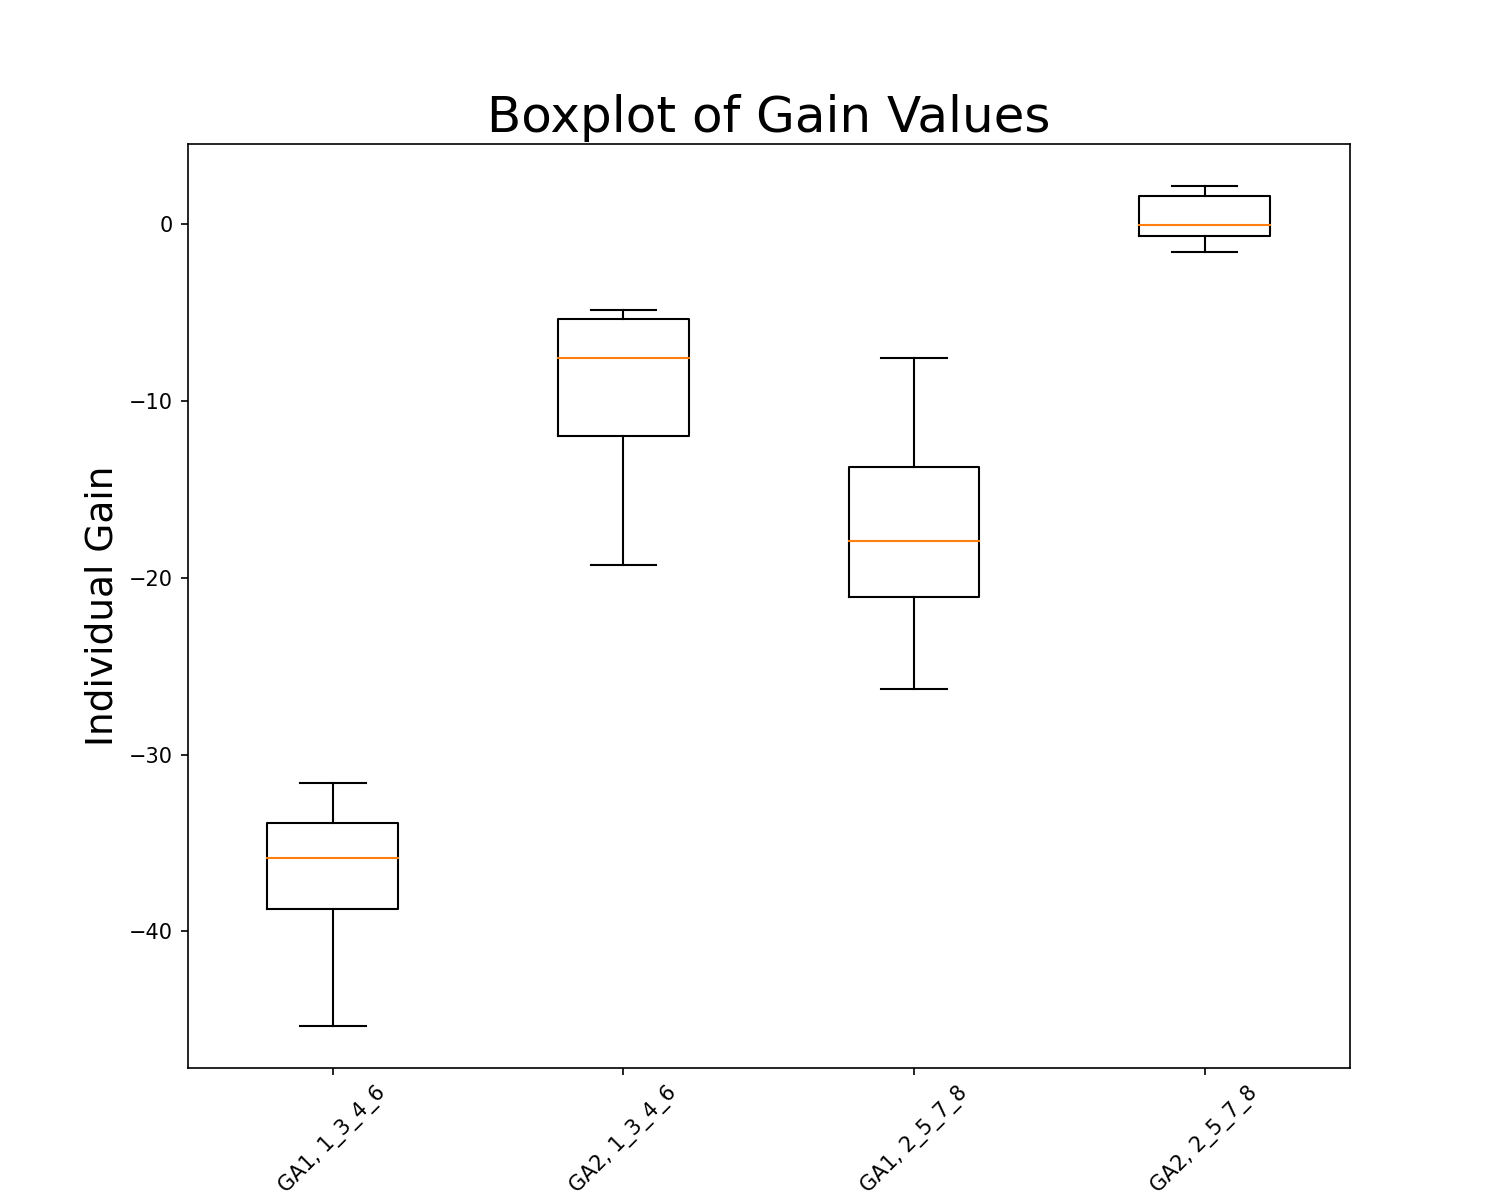 Boxplot of Gain Values
Individual Gain
0
−10
−20
−30
−40
GA1, 1_3_4_6
GA2, 1_3_4_6
GA1, 2_5_7_8
GA2, 2_5_7_8